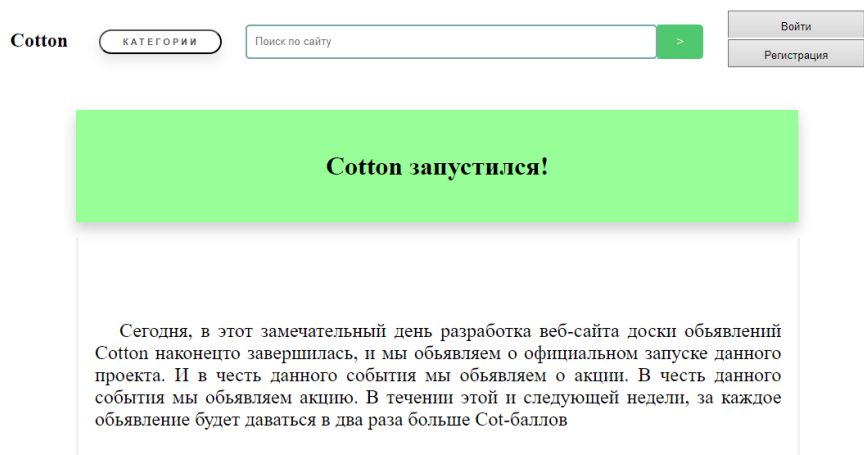 Cotton
КАТЕГОРИИ
Поиск по сайту
>
Войти
Регистрация
Cotton запустился!
Сегодня, в этот замечательный день разработка веб-сайта доски обьявлений
Cotton наконецто завершилась, и мы обьявляем о официальном запуске данного
проекта. И в честь данного события мы обьявляем о акции. В честь данного
события мы обьявляем акцию. В течении этой и следующей недели, за каждое
обьявление будет даваться в два раза больше Cot-баллов